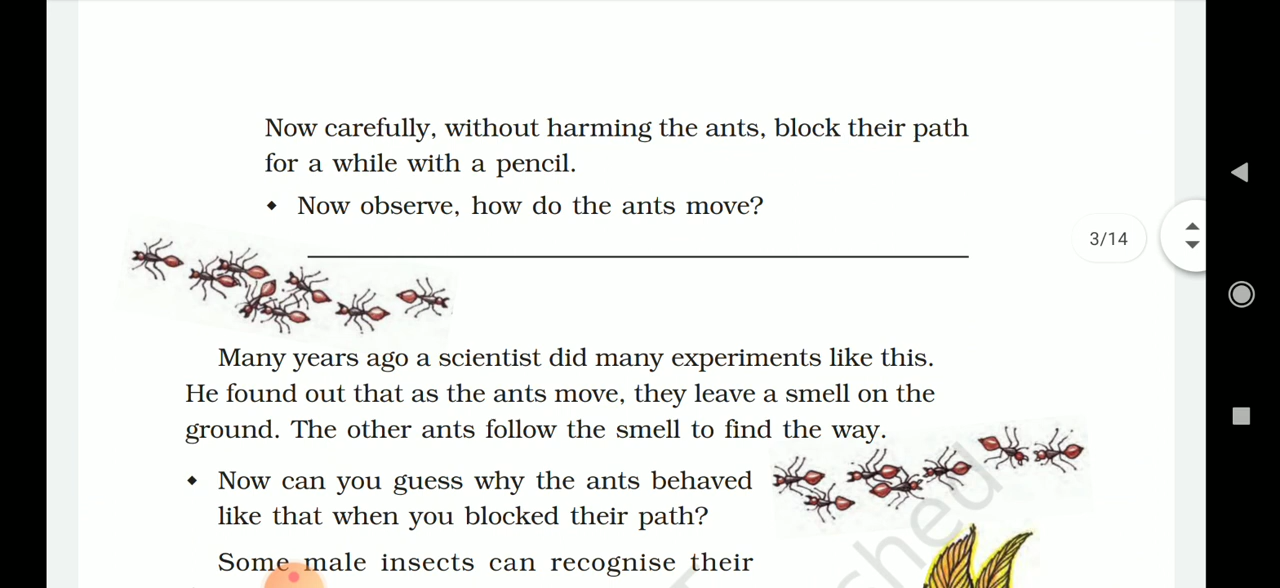 Now carefully, without harming the ants, block their path
for a while with a pencil.
◆ Now observe, how do the ants move?
3/14
Many years ago a scientist did many experiments like this.
He found out that as the ants move, they leave a smell on the
ground. The other ants follow the smell to find the way.
◆ Now can you guess why the ants behaved
like that when you blocked their path?
Some male insects can recognise their